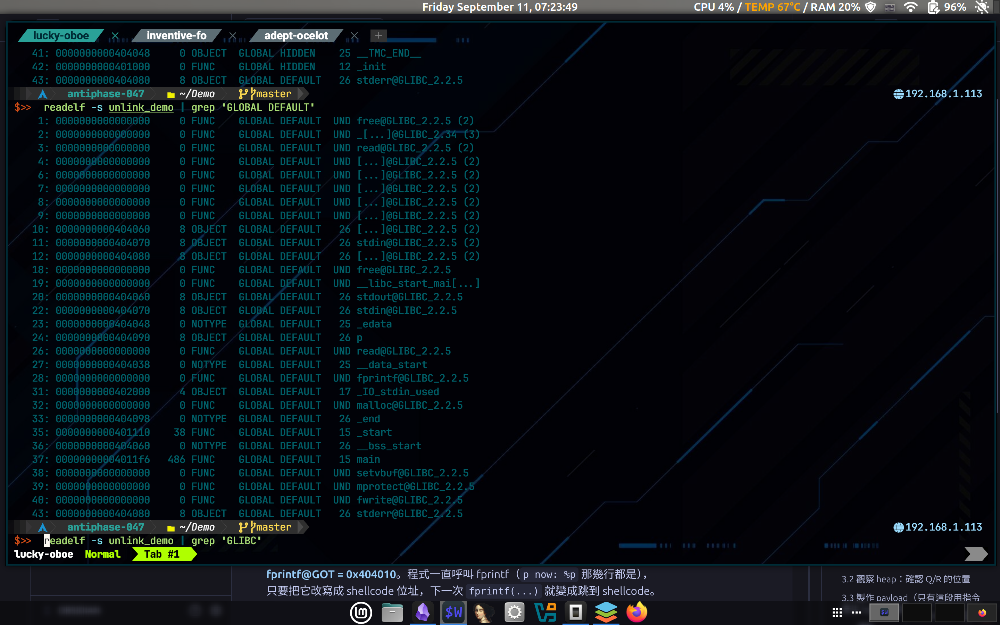 Friday September 11, 07:23:49
CPU 4% / TEMP 67°C / RAM 20% 96%
lucky-oboe inventive-fo adept-ocelot
41: 0000000000404048 0 OBJECT GLOBAL HIDDEN 25 __TMC_END__
42: 0000000000401000 0 FUNC GLOBAL HIDDEN 12 _init
43: 0000000000404080 8 OBJECT GLOBAL DEFAULT 26 stderr@GLIBC_2.2.5
antiphase-047 ~/Demo master 192.168.1.113
$>> readelf -s unlink_demo | grep 'GLOBAL DEFAULT'
1: 0000000000000000 0 FUNC GLOBAL DEFAULT UND free@GLIBC_2.2.5 (2)
2: 0000000000000000 0 FUNC GLOBAL DEFAULT UND _[...]@GLIBC_2.34 (3)
3: 0000000000000000 0 FUNC GLOBAL DEFAULT UND read@GLIBC_2.2.5 (2)
4: 0000000000000000 0 FUNC GLOBAL DEFAULT UND [...]@GLIBC_2.2.5 (2)
6: 0000000000000000 0 FUNC GLOBAL DEFAULT UND [...]@GLIBC_2.2.5 (2)
7: 0000000000000000 0 FUNC GLOBAL DEFAULT UND [...]@GLIBC_2.2.5 (2)
8: 0000000000000000 0 FUNC GLOBAL DEFAULT UND [...]@GLIBC_2.2.5 (2)
9: 0000000000000000 0 FUNC GLOBAL DEFAULT UND [...]@GLIBC_2.2.5 (2)
10: 0000000000404060 8 OBJECT GLOBAL DEFAULT 26 [...]@GLIBC_2.2.5 (2)
11: 0000000000404070 8 OBJECT GLOBAL DEFAULT 26 stdin@GLIBC_2.2.5 (2)
12: 0000000000404080 8 OBJECT GLOBAL DEFAULT 26 [...]@GLIBC_2.2.5 (2)
18: 0000000000000000 0 FUNC GLOBAL DEFAULT UND free@GLIBC_2.2.5
19: 0000000000000000 0 FUNC GLOBAL DEFAULT UND __libc_start_mai[...]
20: 0000000000404060 8 OBJECT GLOBAL DEFAULT 26 stdout@GLIBC_2.2.5
22: 0000000000404070 8 OBJECT GLOBAL DEFAULT 26 stdin@GLIBC_2.2.5
23: 0000000000404048 0 NOTYPE GLOBAL DEFAULT 25 _edata
24: 0000000000404090 8 OBJECT GLOBAL DEFAULT 26 p
26: 0000000000000000 0 FUNC GLOBAL DEFAULT UND read@GLIBC_2.2.5
27: 0000000000404038 0 NOTYPE GLOBAL DEFAULT 25 __data_start
28: 0000000000000000 0 FUNC GLOBAL DEFAULT UND fprintf@GLIBC_2.2.5
31: 0000000000402000 4 OBJECT GLOBAL DEFAULT 17 _IO_stdin_used
32: 0000000000000000 0 FUNC GLOBAL DEFAULT UND malloc@GLIBC_2.2.5
33: 0000000000404098 0 NOTYPE GLOBAL DEFAULT 26 _end
35: 0000000000401110 38 FUNC GLOBAL DEFAULT 15 _start
36: 0000000000404060 0 NOTYPE GLOBAL DEFAULT 26 __bss_start
37: 00000000004011f6 486 FUNC GLOBAL DEFAULT 15 main
38: 0000000000000000 0 FUNC GLOBAL DEFAULT UND setvbuf@GLIBC_2.2.5
39: 0000000000000000 0 FUNC GLOBAL DEFAULT UND mprotect@GLIBC_2.2.5
40: 0000000000000000 0 FUNC GLOBAL DEFAULT UND fwrite@GLIBC_2.2.5
43: 0000000000404080 8 OBJECT GLOBAL DEFAULT 26 stderr@GLIBC_2.2.5
antiphase-047 ~/Demo master 192.168.1.113
$>> readelf -s unlink_demo | grep 'GLIBC'
lucky-oboe Normal Tab #1
fprintf@GOT = 0x404010。程式一直呼叫 fprintf（p now: %p 那幾行都是），
只要把它改寫成 shellcode 位址，下一次 fprintf(...) 就變成跳到 shellcode。
3.2 觀察 heap：確認 Q/R 的位置
3.3 製作 payload（只有這段用指令